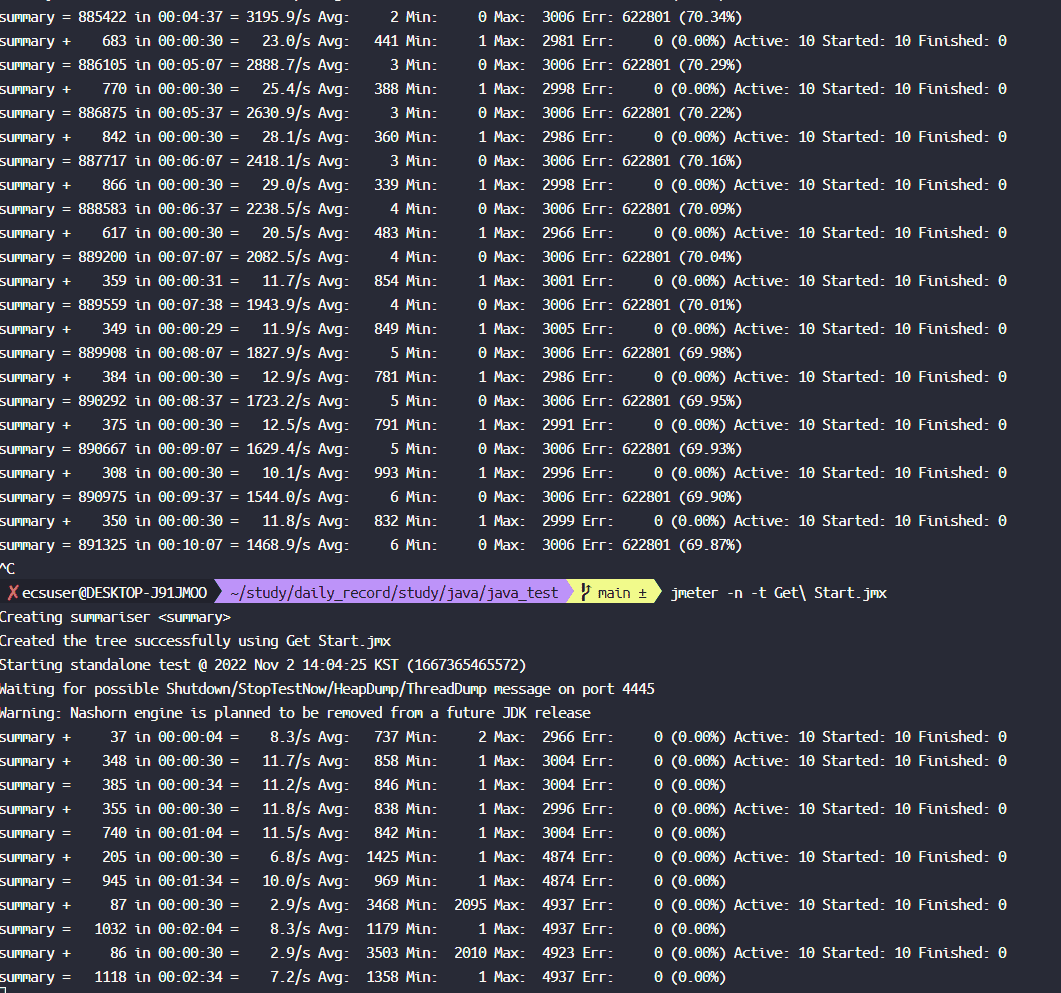 summary = 885422 in 00:04:37 = 3195.9/s Avg:     2 Min:     0 Max:  3006 Err: 622801 (70.34%)
summary +    683 in 00:00:30 =   23.0/s Avg:   441 Min:     1 Max:  2981 Err:     0 (0.00%) Active: 10 Started: 10 Finished: 0
summary = 886105 in 00:05:07 = 2888.7/s Avg:     3 Min:     0 Max:  3006 Err: 622801 (70.29%)
summary +    770 in 00:00:30 =   25.4/s Avg:   388 Min:     1 Max:  2998 Err:     0 (0.00%) Active: 10 Started: 10 Finished: 0
summary = 886875 in 00:05:37 = 2630.9/s Avg:     3 Min:     0 Max:  3006 Err: 622801 (70.22%)
summary +    842 in 00:00:30 =   28.1/s Avg:   360 Min:     1 Max:  2986 Err:     0 (0.00%) Active: 10 Started: 10 Finished: 0
summary = 887717 in 00:06:07 = 2418.1/s Avg:     3 Min:     0 Max:  3006 Err: 622801 (70.16%)
summary +    866 in 00:00:30 =   29.0/s Avg:   339 Min:     1 Max:  2998 Err:     0 (0.00%) Active: 10 Started: 10 Finished: 0
summary = 888583 in 00:06:37 = 2238.5/s Avg:     4 Min:     0 Max:  3006 Err: 622801 (70.09%)
summary +    617 in 00:00:30 =   20.5/s Avg:   483 Min:     1 Max:  2966 Err:     0 (0.00%) Active: 10 Started: 10 Finished: 0
summary = 889200 in 00:07:07 = 2082.5/s Avg:     4 Min:     0 Max:  3006 Err: 622801 (70.04%)
summary +    359 in 00:00:31 =   11.7/s Avg:   854 Min:     1 Max:  3001 Err:     0 (0.00%) Active: 10 Started: 10 Finished: 0
summary = 889559 in 00:07:38 = 1943.9/s Avg:     4 Min:     0 Max:  3006 Err: 622801 (70.01%)
summary +    349 in 00:00:29 =   11.9/s Avg:   849 Min:     1 Max:  3005 Err:     0 (0.00%) Active: 10 Started: 10 Finished: 0
summary = 889908 in 00:08:07 = 1827.9/s Avg:     5 Min:     0 Max:  3006 Err: 622801 (69.98%)
summary +    384 in 00:00:30 =   12.9/s Avg:   781 Min:     1 Max:  2986 Err:     0 (0.00%) Active: 10 Started: 10 Finished: 0
summary = 890292 in 00:08:37 = 1723.2/s Avg:     5 Min:     0 Max:  3006 Err: 622801 (69.95%)
summary +    375 in 00:00:30 =   12.5/s Avg:   791 Min:     1 Max:  2991 Err:     0 (0.00%) Active: 10 Started: 10 Finished: 0
summary = 890667 in 00:09:07 = 1629.4/s Avg:     5 Min:     0 Max:  3006 Err: 622801 (69.93%)
summary +    308 in 00:00:30 =   10.1/s Avg:   993 Min:     1 Max:  2996 Err:     0 (0.00%) Active: 10 Started: 10 Finished: 0
summary = 890975 in 00:09:37 = 1544.0/s Avg:     6 Min:     0 Max:  3006 Err: 622801 (69.90%)
summary +    350 in 00:00:30 =   11.8/s Avg:   832 Min:     1 Max:  2999 Err:     0 (0.00%) Active: 10 Started: 10 Finished: 0
summary = 891325 in 00:10:07 = 1468.9/s Avg:     6 Min:     0 Max:  3006 Err: 622801 (69.87%)
^C
✗ ecsuser@DESKTOP-J91JMOO ~/study/daily_record/study/java/java_test main ± jmeter -n -t Get\ Start.jmx
Creating summariser <summary>
Created the tree successfully using Get Start.jmx
Starting standalone test @ 2022 Nov 2 14:04:25 KST (1667365465572)
Waiting for possible Shutdown/StopTestNow/HeapDump/ThreadDump message on port 4445
Warning: Nashorn engine is planned to be removed from a future JDK release
summary +     37 in 00:00:04 =    8.3/s Avg:   737 Min:     2 Max:  2966 Err:     0 (0.00%) Active: 10 Started: 10 Finished: 0
summary +    348 in 00:00:30 =   11.7/s Avg:   858 Min:     1 Max:  3004 Err:     0 (0.00%) Active: 10 Started: 10 Finished: 0
summary =    385 in 00:00:34 =   11.2/s Avg:   846 Min:     1 Max:  3004 Err:     0 (0.00%)
summary +    355 in 00:00:30 =   11.8/s Avg:   838 Min:     1 Max:  2996 Err:     0 (0.00%) Active: 10 Started: 10 Finished: 0
summary =    740 in 00:01:04 =   11.5/s Avg:   842 Min:     1 Max:  3004 Err:     0 (0.00%)
summary +    205 in 00:00:30 =    6.8/s Avg:  1425 Min:     1 Max:  4874 Err:     0 (0.00%) Active: 10 Started: 10 Finished: 0
summary =    945 in 00:01:34 =   10.0/s Avg:   969 Min:     1 Max:  4874 Err:     0 (0.00%)
summary +     87 in 00:00:30 =    2.9/s Avg:  3468 Min:  2095 Max:  4937 Err:     0 (0.00%) Active: 10 Started: 10 Finished: 0
summary =   1032 in 00:02:04 =    8.3/s Avg:  1179 Min:     1 Max:  4937 Err:     0 (0.00%)
summary +     86 in 00:00:30 =    2.9/s Avg:  3503 Min:  2010 Max:  4923 Err:     0 (0.00%) Active: 10 Started: 10 Finished: 0
summary =   1118 in 00:02:34 =    7.2/s Avg:  1358 Min:     1 Max:  4937 Err:     0 (0.00%)